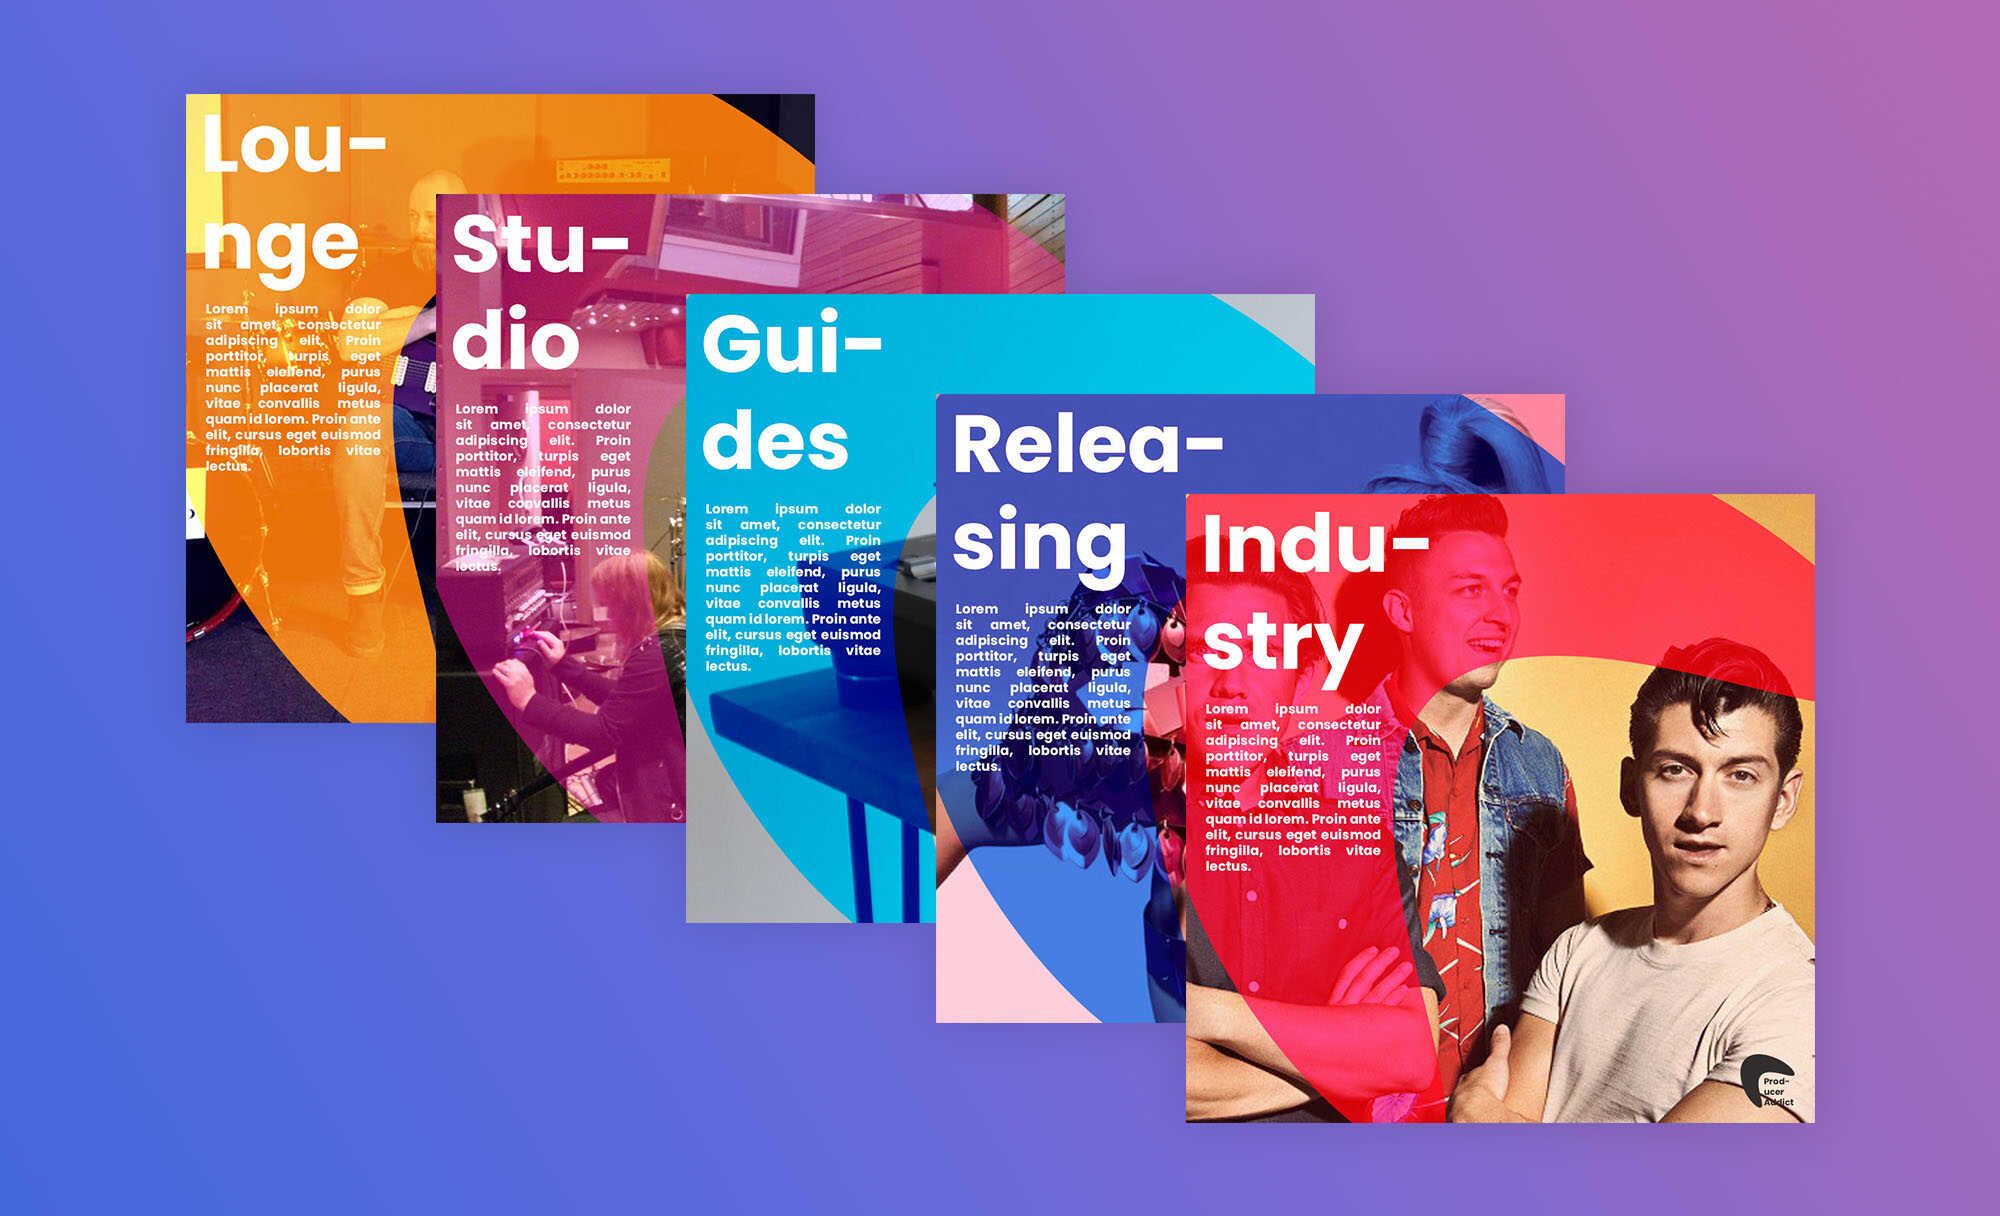 Lou-
nge
Lorem ipsum dolor
sit amet, consectetur
adipiscing elit. Proin
porttitor, turpis eget
mattis eleifend, purus
nunc placerat ligula,
vitae convallis metus
quam id lorem. Proin ante
elit, cursus eget euismod
fringilla, lobortis vitae
lectus.
Stu-
dio
Lorem ipsum dolor
sit amet, consectetur
adipiscing elit. Proin
porttitor, turpis eget
mattis eleifend, purus
nunc placerat ligula,
vitae convallis metus
quam id lorem. Proin ante
elit, cursus eget euismod
fringilla, lobortis vitae
lectus.
Gui-
des
Lorem ipsum dolor
sit amet, consectetur
adipiscing elit. Proin
porttitor, turpis eget
mattis eleifend, purus
nunc placerat ligula,
vitae convallis metus
quam id lorem. Proin ante
elit, cursus eget euismod
fringilla, lobortis vitae
lectus.
Relea-
sing
Lorem ipsum dolor
sit amet, consectetur
adipiscing elit. Proin
porttitor, turpis eget
mattis eleifend, purus
nunc placerat ligula,
vitae convallis metus
quam id lorem. Proin ante
elit, cursus eget euismod
fringilla, lobortis vitae
lectus.
Indu-
stry
Lorem ipsum dolor
sit amet, consectetur
adipiscing elit. Proin
porttitor, turpis eget
mattis eleifend, purus
nunc placerat ligula,
vitae convallis metus
quam id lorem. Proin ante
elit, cursus eget euismod
fringilla, lobortis vitae
lectus.
Prod-
ucer
Addict